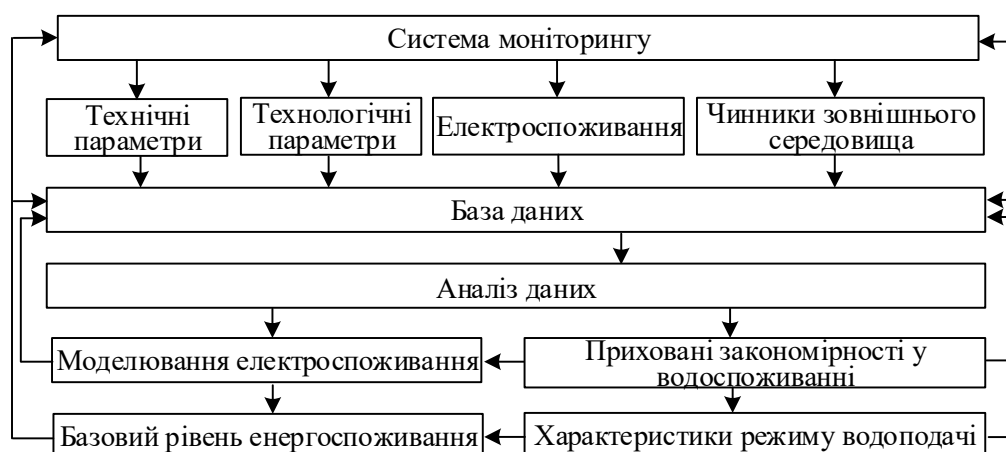 Система моніторингу
Технічні
параметри
Технологічні
параметри
Електроспоживання
Чинники зовнішнього
середовища
База даних
Аналіз даних
Моделювання електроспоживання
Приховані закономірності у
водоспоживанні
Базовий рівень енергоспоживання
Характеристики режиму водоподачі